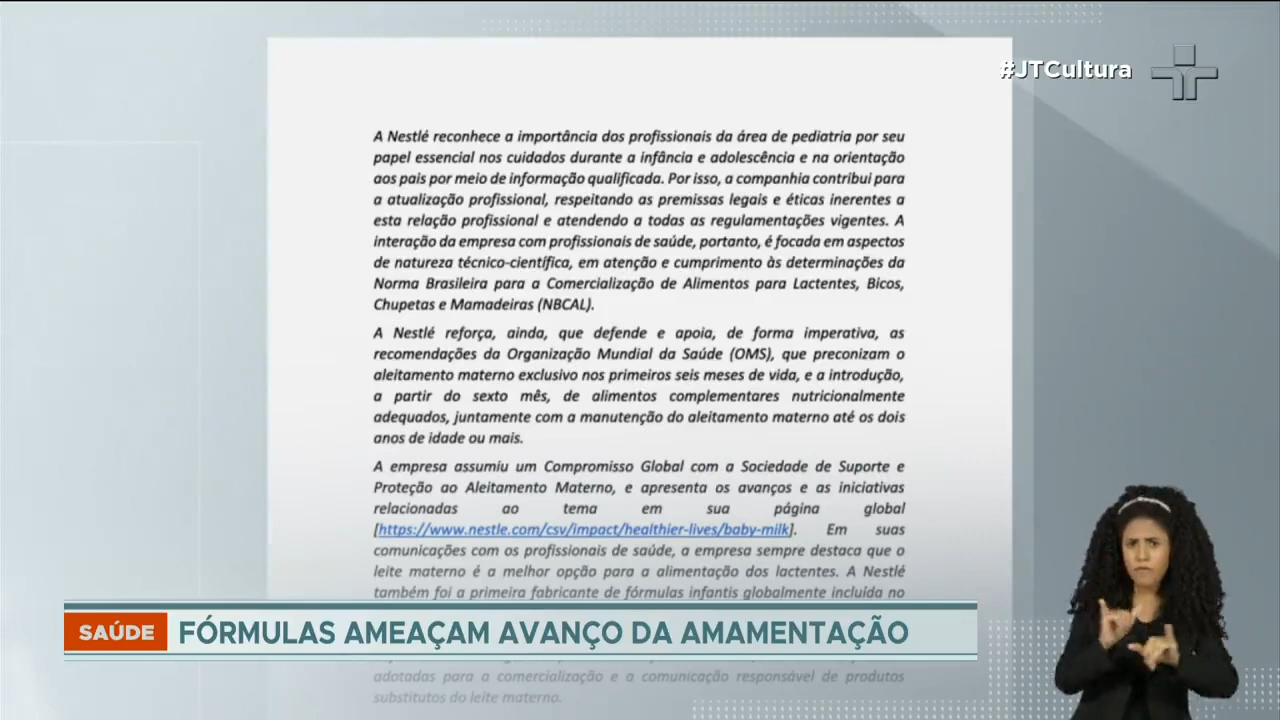 #JTCultura
A Nestlé reconhece a importância dos profissionais da área de pediatria por seu
papel essencial nos cuidados durante a infância e adolescência e na orientação
aos pais por meio de informação qualificada. Por isso, a companhia contribui para
a atualização profissional, respeitando as premissas legais e éticas inerentes a
esta relação profissional e atendendo a todas as regulamentações vigentes. A
interação da empresa com profissionais de saúde, portanto, é focada em aspectos
de natureza técnico-científica, em atenção e cumprimento às determinações da
Norma Brasileira para a Comercialização de Alimentos para Lactentes, Bicos,
Chupetas e Mamadeiras (NBCAL).
A Nestlé reforça, ainda, que defende e apoia, de forma imperativa, as
recomendações da Organização Mundial da Saúde (OMS), que preconizam o
aleitamento materno exclusivo nos primeiros seis meses de vida, e a introdução,
a partir do sexto mês, de alimentos complementares nutricionalmente
adequados, juntamente com a manutenção do aleitamento materno até os dois
anos de idade ou mais.
A empresa assumiu um Compromisso Global com a Sociedade de Suporte e
Proteção ao Aleitamento Materno, e apresenta os avanços e as iniciativas
relacionadas ao tema em sua página global
[https://www.nestle.com/csv/impact/healthier-lives/baby-milk]. Em suas
comunicações com os profissionais de saúde, a empresa sempre destaca que o
leite materno é a melhor opção para a alimentação dos lactentes. A Nestlé
também foi a primeira fabricante de fórmulas infantis globalmente incluída no
SAÚDE FÓRMULAS AMEAÇAM AVANÇO DA AMAMENTAÇÃO
adotadas para a comercialização e a comunicação responsável de produtos
substitutos do leite materno.